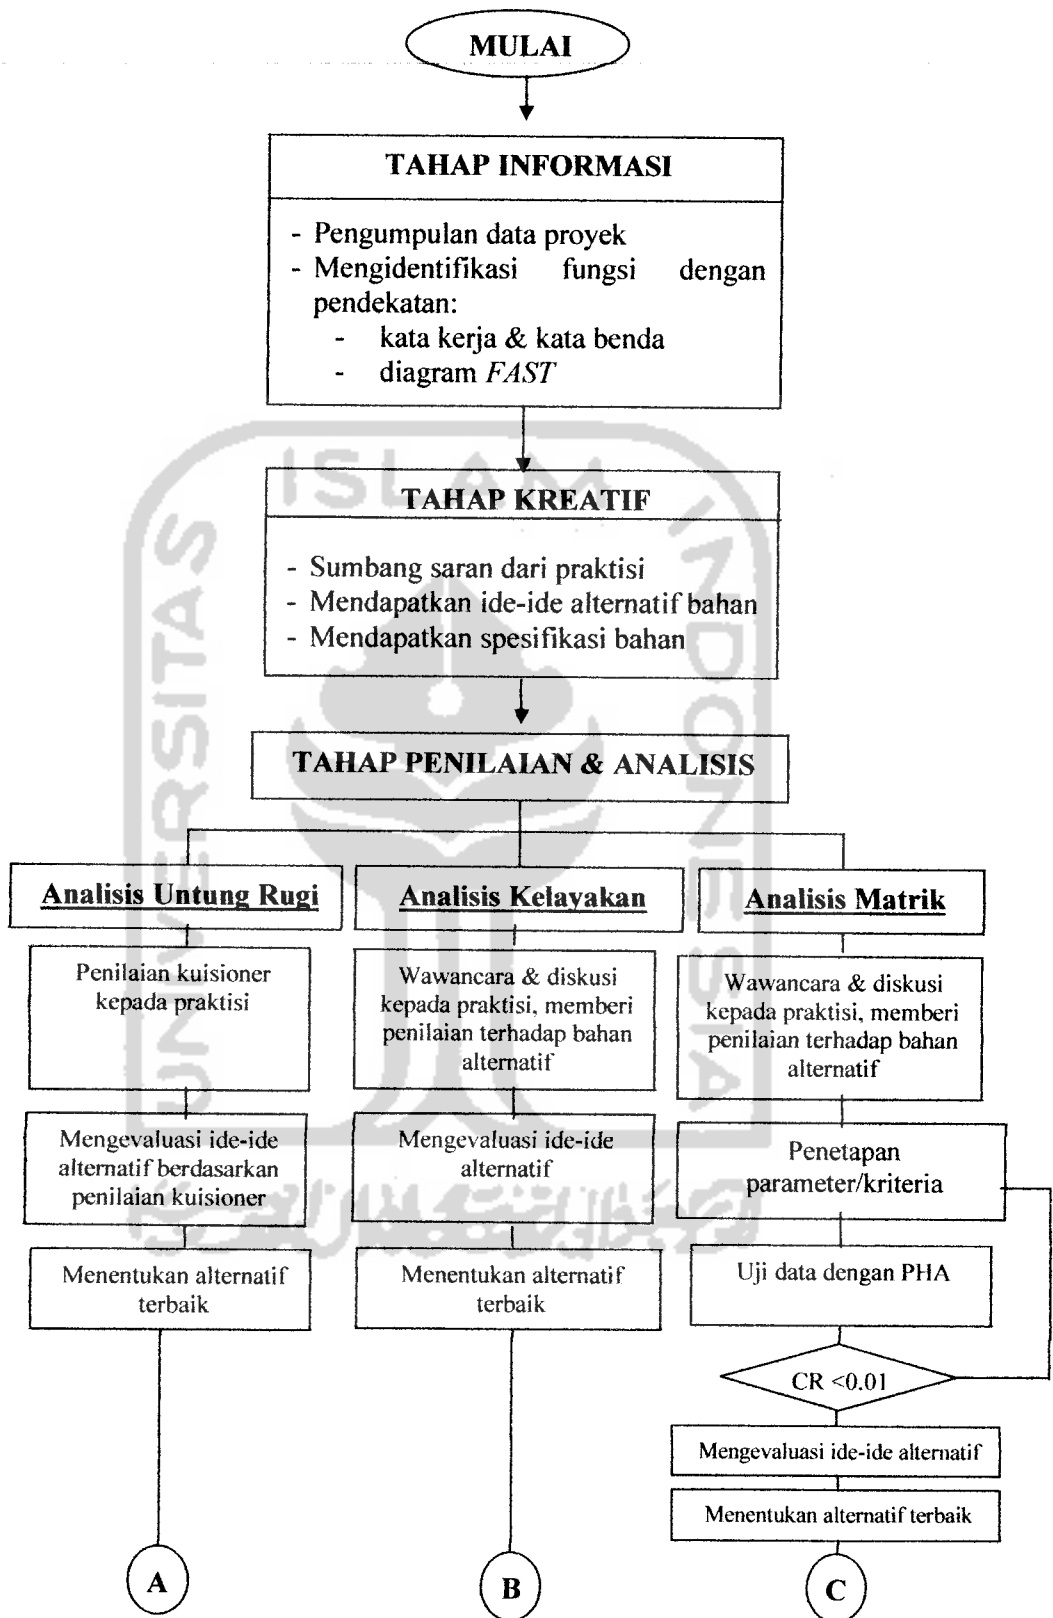 MULAI
TAHAP INFORMASI
- Pengumpulan data proyek
- Mengidentifikasi fungsi dengan
pendekatan:
- kata kerja & kata benda
- diagram FAST
TAHAP KREATIF
- Sumbang saran dari praktisi
- Mendapatkan ide-ide alternatif bahan
- Mendapatkan spesifikasi bahan
TAHAP PENILAIAN & ANALISIS
Analisis Untung Rugi
Penilaian kuisioner
kepada praktisi
Mengevaluasi ide-ide
alternatif berdasarkan
penilaian kuisioner
Menentukan alternatif
terbaik
A
Analisis Kelayakan
Wawancara & diskusi
kepada praktisi, memberi
penilaian terhadap bahan
alternatif
Mengevaluasi ide-ide
alternatif
Menentukan alternatif
terbaik
B
Analisis Matrik
Wawancara & diskusi
kepada praktisi, memberi
penilaian terhadap bahan
alternatif
Penetapan
parameter/kriteria
Uji data dengan PHA
CR <0.01
Mengevaluasi ide-ide alternatif
Menentukan alternatif terbaik
C
UNIVERSITAS
ISLAM
INDONESIA